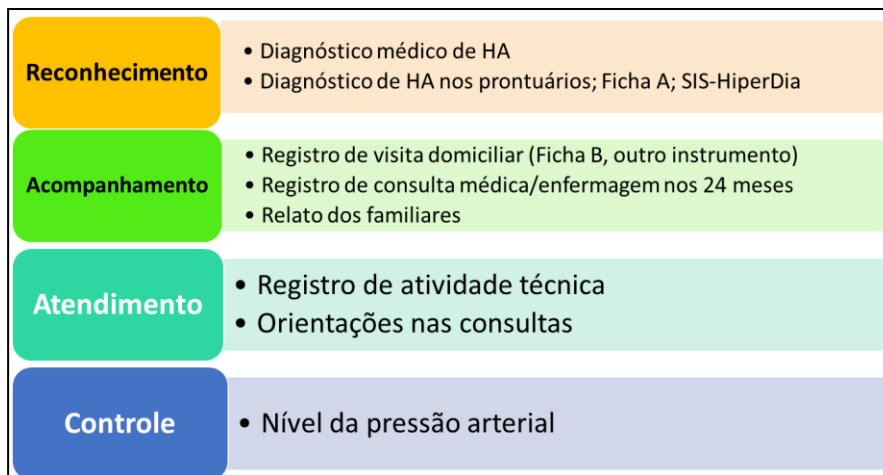 Reconhecimento
• Diagnóstico médico de HA
• Diagnóstico de HA nos prontuários; Ficha A; SIS-HiperDia
Acompanhamento
• Registro de visita domiciliar (Ficha B, outro instrumento)
• Registro de consulta médica/enfermagem nos 24 meses
• Relato dos familiares
Atendimento
• Registro de atividade técnica
• Orientações nas consultas
Controle
• Nível da pressão arterial